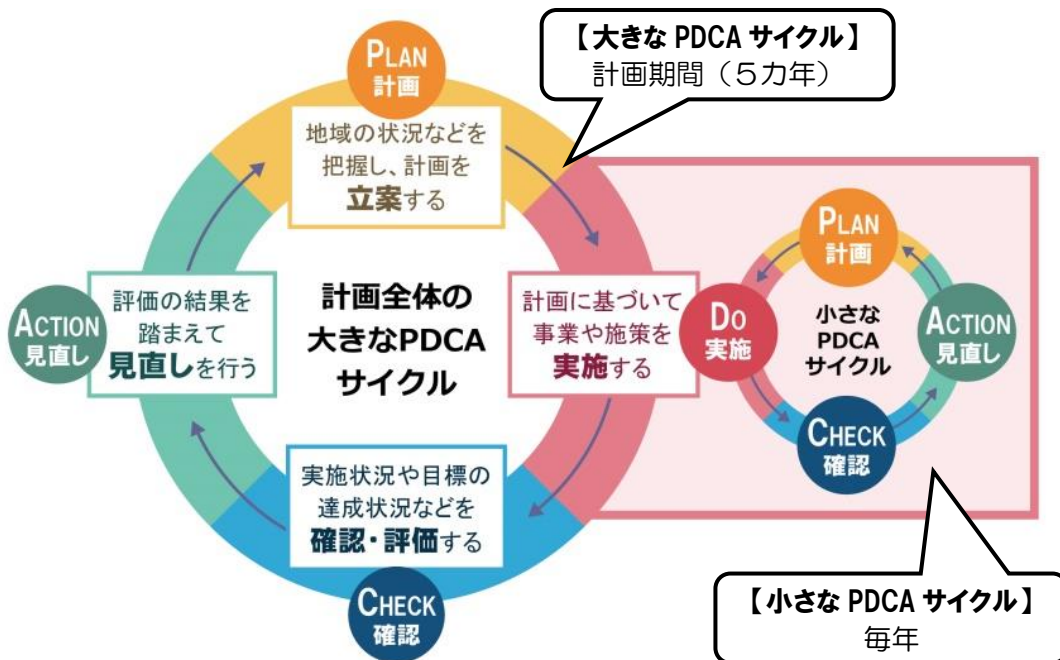 【大きな PDCA サイクル】
計画期間（５カ年）
PLAN
計画
地域の状況などを
把握し、計画を
立案する
計画に基づいて
事業や施策を
実施する
DO
実施
実施状況や目標の
達成状況などを
確認・評価する
CHECK
確認
評価の結果を
踏まえて
見直しを行う
ACTION
見直し
計画全体の
大きなPDCA
サイクル
PLAN
計画
小さな
PDCA
サイクル
ACTION
見直し
CHECK
確認
【小さな PDCA サイクル】
毎年